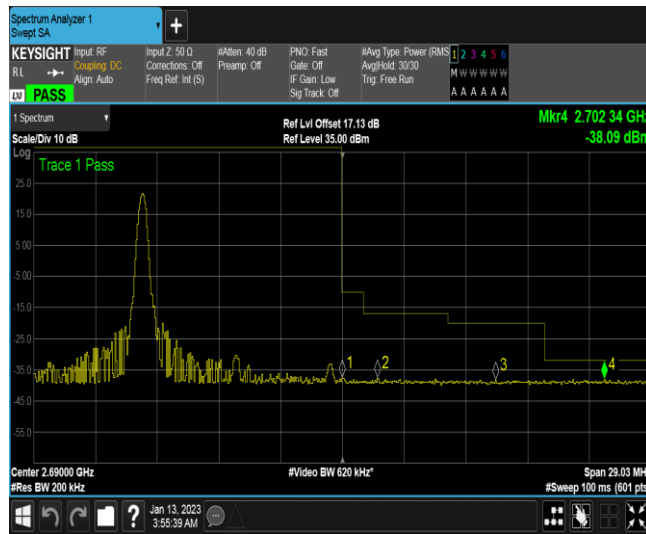 Spectrum Analyzer 1
Swept SA
+
KEYSIGHT
RL
LXI PASS
Input: RF
Coupling: DC
Align: Auto
Input Z: 50 Ω
Corrections: Off
Freq Ref: Int (S)
#Atten: 40 dB
Preamp: Off
PNO: Fast
Gate: Off
IF Gain: Low
Sig Track: Off
#Avg Type: Power (RMS
Avg|Hold: 30/30
Trig: Free Run
1 2 3 4 5 6
M W W W W W
A A A A A A
1 Spectrum
Scale/Div 10 dB
Ref Lvl Offset 17.13 dB
Ref Level 35.00 dBm
Mkr4 2.702 34 GHz
-38.09 dBm
Log
Trace 1 Pass
25.0
15.0
5.00
-5.00
-15.0
-25.0
-35.0
-45.0
-55.0
1
2
3
4
Center 2.69000 GHz
#Res BW 200 kHz
#Video BW 620 kHz*
Span 29.03 MH
#Sweep 100 ms (601 pts
?
Jan 13, 2023
3:55:39 AM